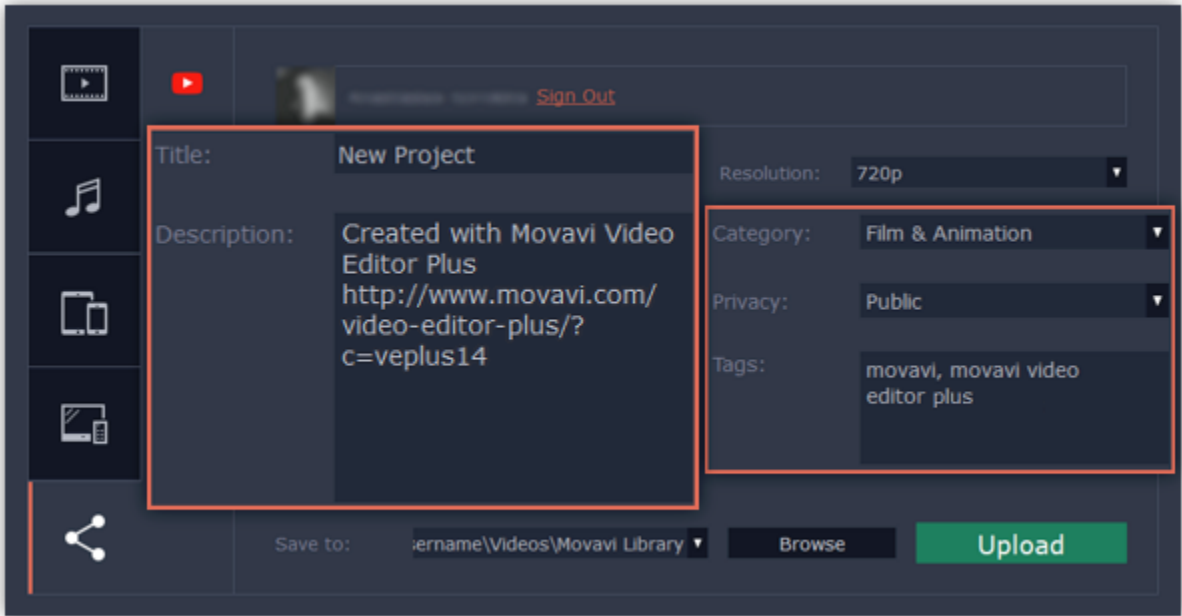 Sign Out
Title:
New Project
Description:
Created with Movavi Video
Editor Plus
http://www.movavi.com/
video-editor-plus/?
c=veplus14
Resolution:
720p
Category:
Film & Animation
Privacy:
Public
Tags:
movavi, movavi video
editor plus
Save to:
sername\Videos\Movavi Library
Browse
Upload